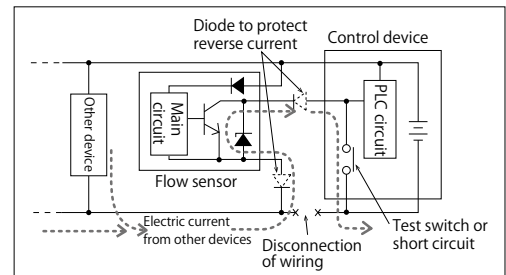 Diode to protect
reverse current
Control device
Other device
Main
circuit
PLC circuit
Flow sensor
Electric current
from other devices
Disconnection
of wiring
Test switch or
short circuit